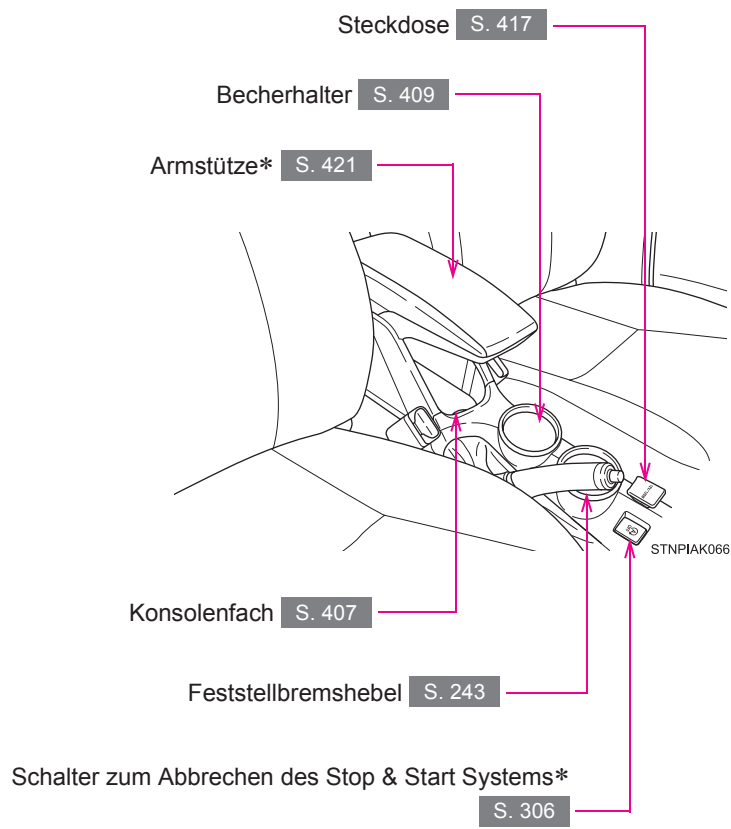 Steckdose S. 417
Becherhalter S. 409
Armstütze* S. 421
STNPIAK066
Konsolenfach S. 407
Feststellbremshebel S. 243
Schalter zum Abbrechen des Stop & Start Systems*
S. 306